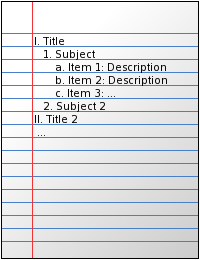 I. Title
1. Subject
a. Item 1: Description
b. Item 2: Description
c. Item 3: ...
2. Subject 2
II. Title 2
...